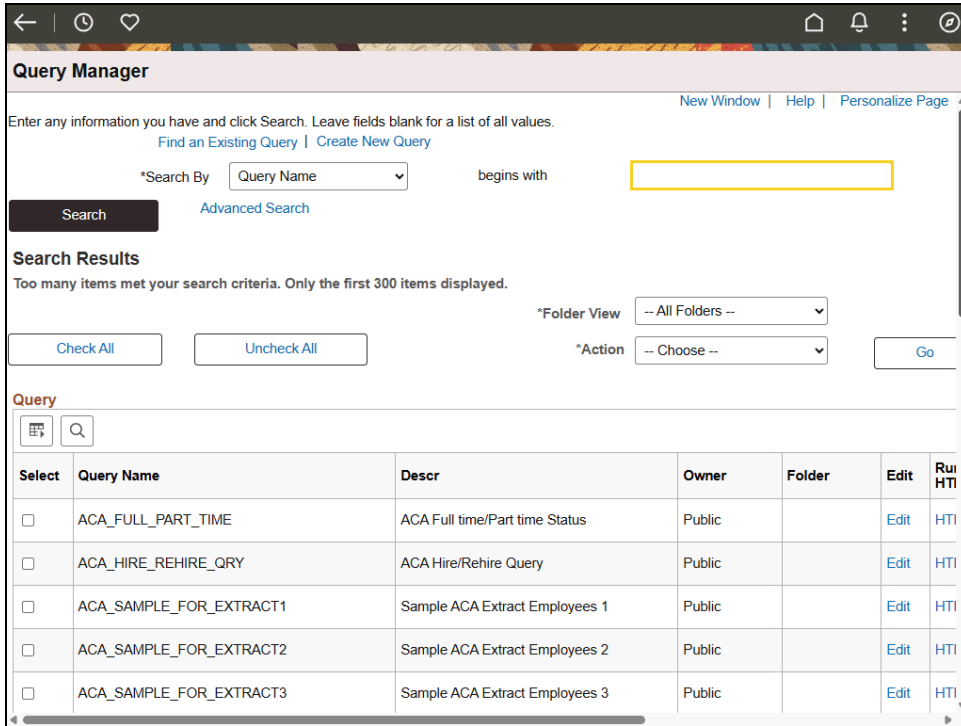 Query Manager
New Window | Help | Personalize Page
Enter any information you have and click Search. Leave fields blank for a list of all values.
Find an Existing Query | Create New Query
*Search By Query Name begins with
Search Advanced Search
Search Results
Too many items met your search criteria. Only the first 300 items displayed.
*Folder View -- All Folders --
Check All Uncheck All *Action -- Choose -- Go
Query
Select Query Name Descr Owner Folder Edit
ACA_FULL_PART_TIME ACA Full time/Part time Status Public Edit
ACA_HIRE_REHIRE_QRY ACA Hire/Rehire Query Public Edit
ACA_SAMPLE_FOR_EXTRACT1 Sample ACA Extract Employees 1 Public Edit
ACA_SAMPLE_FOR_EXTRACT2 Sample ACA Extract Employees 2 Public Edit
ACA_SAMPLE_FOR_EXTRACT3 Sample ACA Extract Employees 3 Public Edit